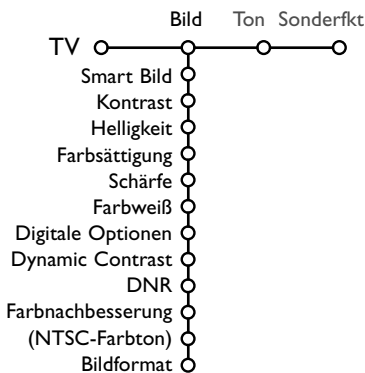 Bild Ton Sonderfkt
TV
Smart Bild
Kontrast
Helligkeit
Farbsättigung
Schärfe
Farbweiß
Digitale Optionen
Dynamic Contrast
DNR
Farbnachbesserung
(NTSC-Farbton)
Bildformat